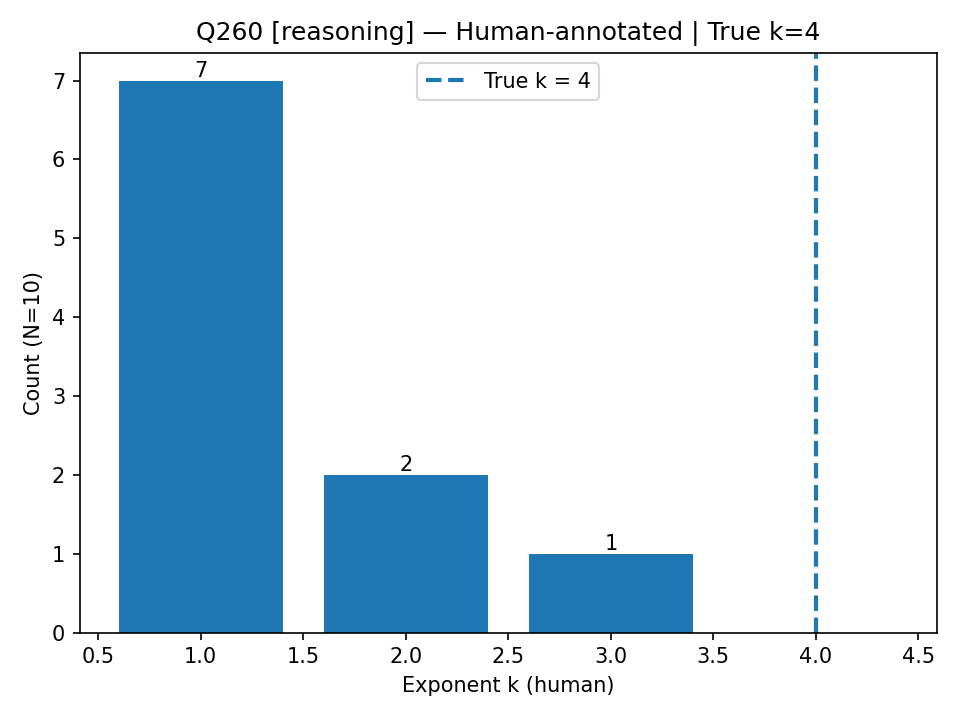 Q260 [reasoning] — Human-annotated | True k=4
True k = 4
Count (N=10)
7
6
5
4
3
2
1
0
7
2
1
0.5 1.0 1.5 2.0 2.5 3.0 3.5 4.0 4.5
Exponent k (human)